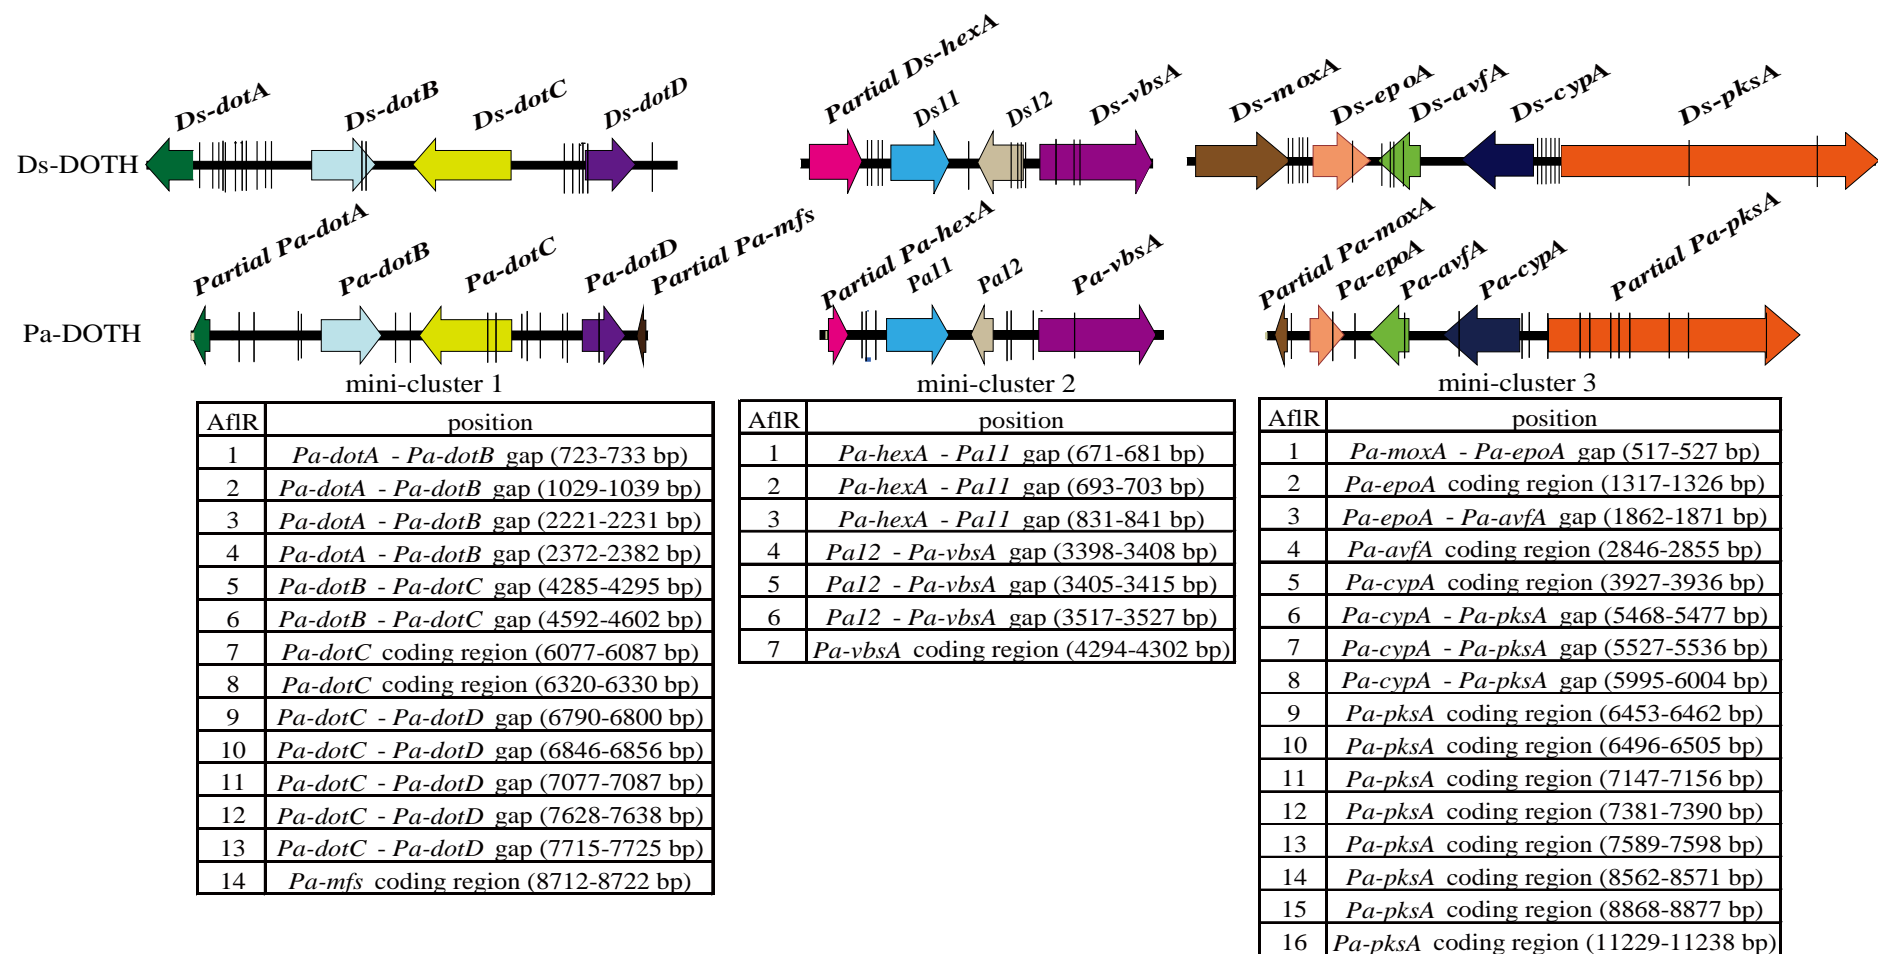 Ds-dotA Ds-dotB Ds-dotC Ds-dotD Partial Ds-hexA Ds11 Ds12 Ds-vbsA Ds-moxA Ds-epoA Ds-avfA Ds-cypA Ds-pksA
Ds-DOTH
Partial Pa-dotA Pa-dotB Pa-dotC Pa-dotD Partial Pa-mfs Partial Pa-hexA Pa11 Pa12 Pa-vbsA Partial Pa-moxA Pa-epoA Pa-avfA Pa-cypA Partial Pa-pksA
Pa-DOTH
mini-cluster 1
AflR position
1 Pa-dotA - Pa-dotB gap (723-733 bp)
2 Pa-dotA - Pa-dotB gap (1029-1039 bp)
3 Pa-dotA - Pa-dotB gap (2221-2231 bp)
4 Pa-dotA - Pa-dotB gap (2372-2382 bp)
5 Pa-dotB - Pa-dotC gap (4285-4295 bp)
6 Pa-dotB - Pa-dotC gap (4592-4602 bp)
7 Pa-dotC coding region (6077-6087 bp)
8 Pa-dotC coding region (6320-6330 bp)
9 Pa-dotC - Pa-dotD gap (6790-6800 bp)
10 Pa-dotC - Pa-dotD gap (6846-6856 bp)
11 Pa-dotC - Pa-dotD gap (7077-7087 bp)
12 Pa-dotC - Pa-dotD gap (7628-7638 bp)
13 Pa-dotC - Pa-dotD gap (7715-7725 bp)
14 Pa-mfs coding region (8712-8722 bp)
mini-cluster 2
AflR position
1 Pa-hexA - Pa11 gap (671-681 bp)
2 Pa-hexA - Pa11 gap (693-703 bp)
3 Pa-hexA - Pa11 gap (831-841 bp)
4 Pa12 - Pa-vbsA gap (3398-3408 bp)
5 Pa12 - Pa-vbsA gap (3405-3415 bp)
6 Pa12 - Pa-vbsA gap (3517-3527 bp)
7 Pa-vbsA coding region (4294-4302 bp)
mini-cluster 3
AflR position
1 Pa-moxA - Pa-epoA gap (517-527 bp)
2 Pa-epoA coding region (1317-1326 bp)
3 Pa-epoA - Pa-avfA gap (1862-1871 bp)
4 Pa-avfA coding region (2846-2855 bp)
5 Pa-cypA coding region (3927-3936 bp)
6 Pa-cypA - Pa-pksA gap (5468-5477 bp)
7 Pa-cypA - Pa-pksA gap (5527-5536 bp)
8 Pa-cypA - Pa-pksA gap (5995-6004 bp)
9 Pa-pksA coding region (6453-6462 bp)
10 Pa-pksA coding region (6496-6505 bp)
11 Pa-pksA coding region (7147-7156 bp)
12 Pa-pksA coding region (7381-7390 bp)
13 Pa-pksA coding region (7589-7598 bp)
14 Pa-pksA coding region (8562-8571 bp)
15 Pa-pksA coding region (8868-8877 bp)
16 Pa-pksA coding region (11229-11238 bp)